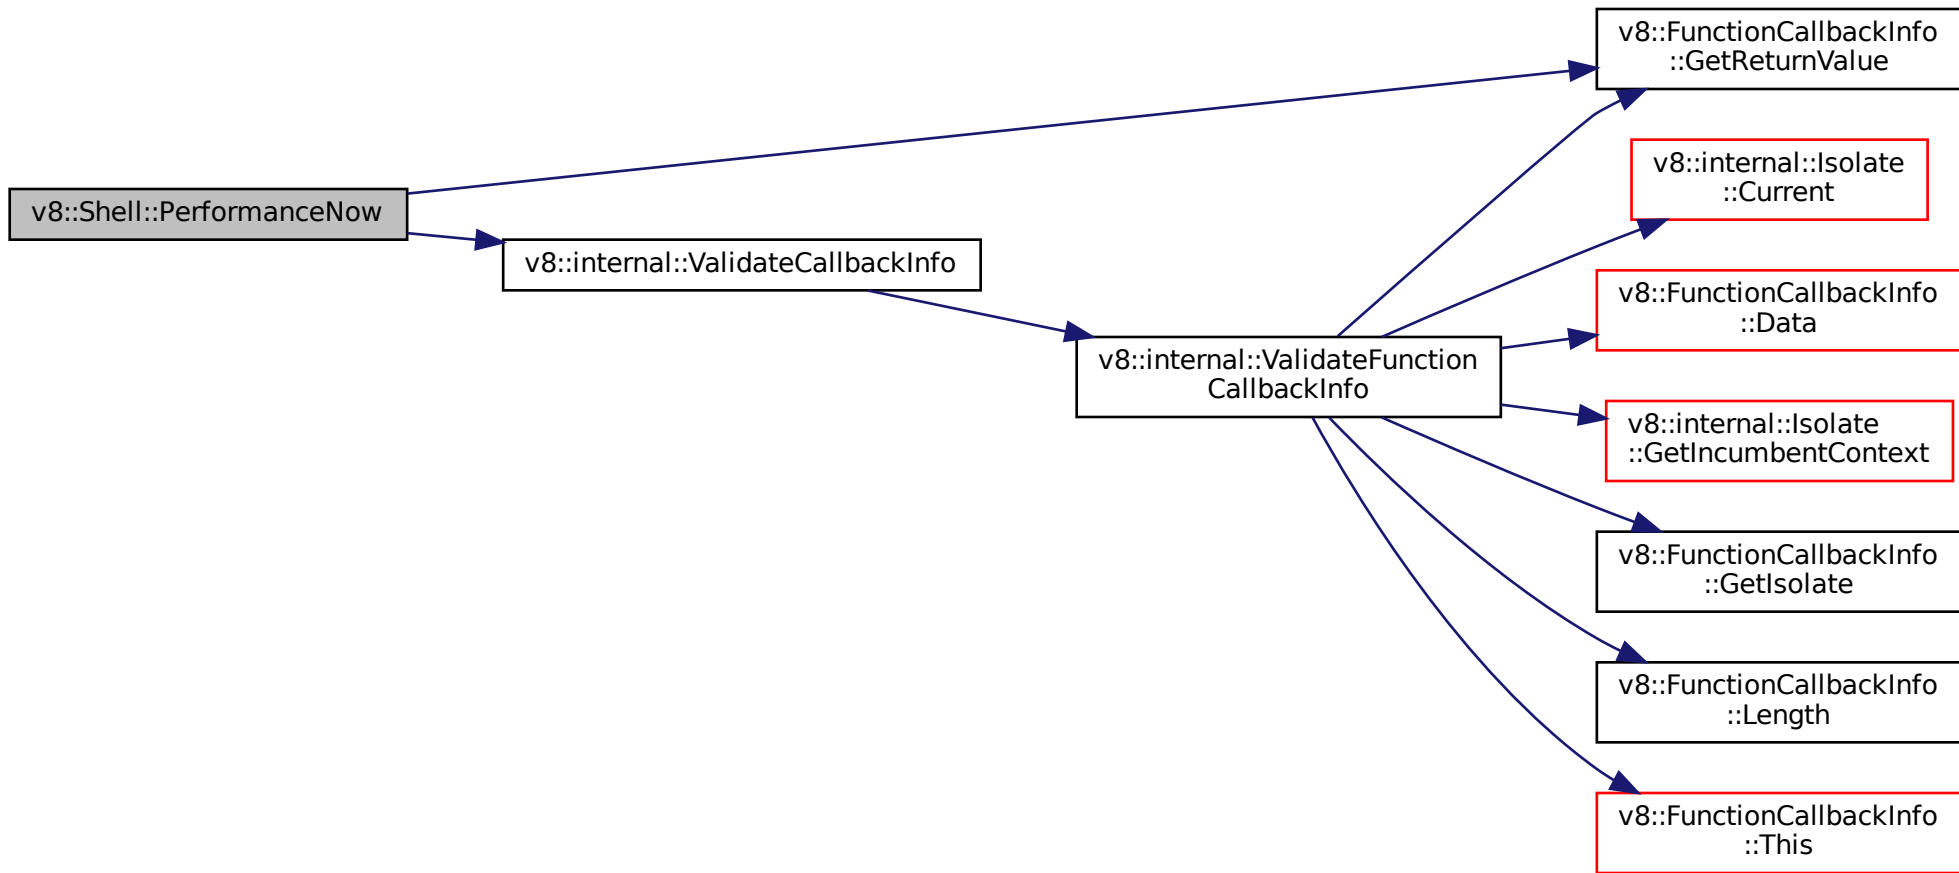 v8::FunctionCallbackInfo
::GetReturnValue
v8::internal::Isolate
::Current
v8::Shell::PerformanceNow
v8::internal::ValidateCallbackInfo
v8::FunctionCallbackInfo
::Data
v8::internal::ValidateFunction
CallbackInfo
v8::internal::Isolate
::GetIncumbentContext
v8::FunctionCallbackInfo
::GetIsolate
v8::FunctionCallbackInfo
::Length
v8::FunctionCallbackInfo
::This